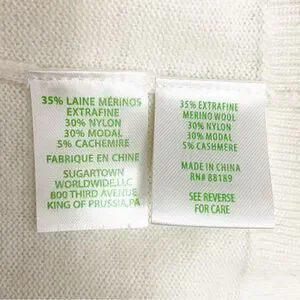 35% LAINE MÉRINOS
EXTRAFINE
30% NYLON
30% MODAL
5% CACHEMIRE
FABRIQUE EN CHINE
SUGARTOWN
WORLDWIDE,LLC
800 THIRD AVENUE
KING OF PRUSSIA,PA
35% EXTRAFINE
MERINO WOOL
30% NYLON
30% MODAL
5% CASHMERE
MADE IN CHINA
RN# 88189
SEE REVERSE
FOR CARE